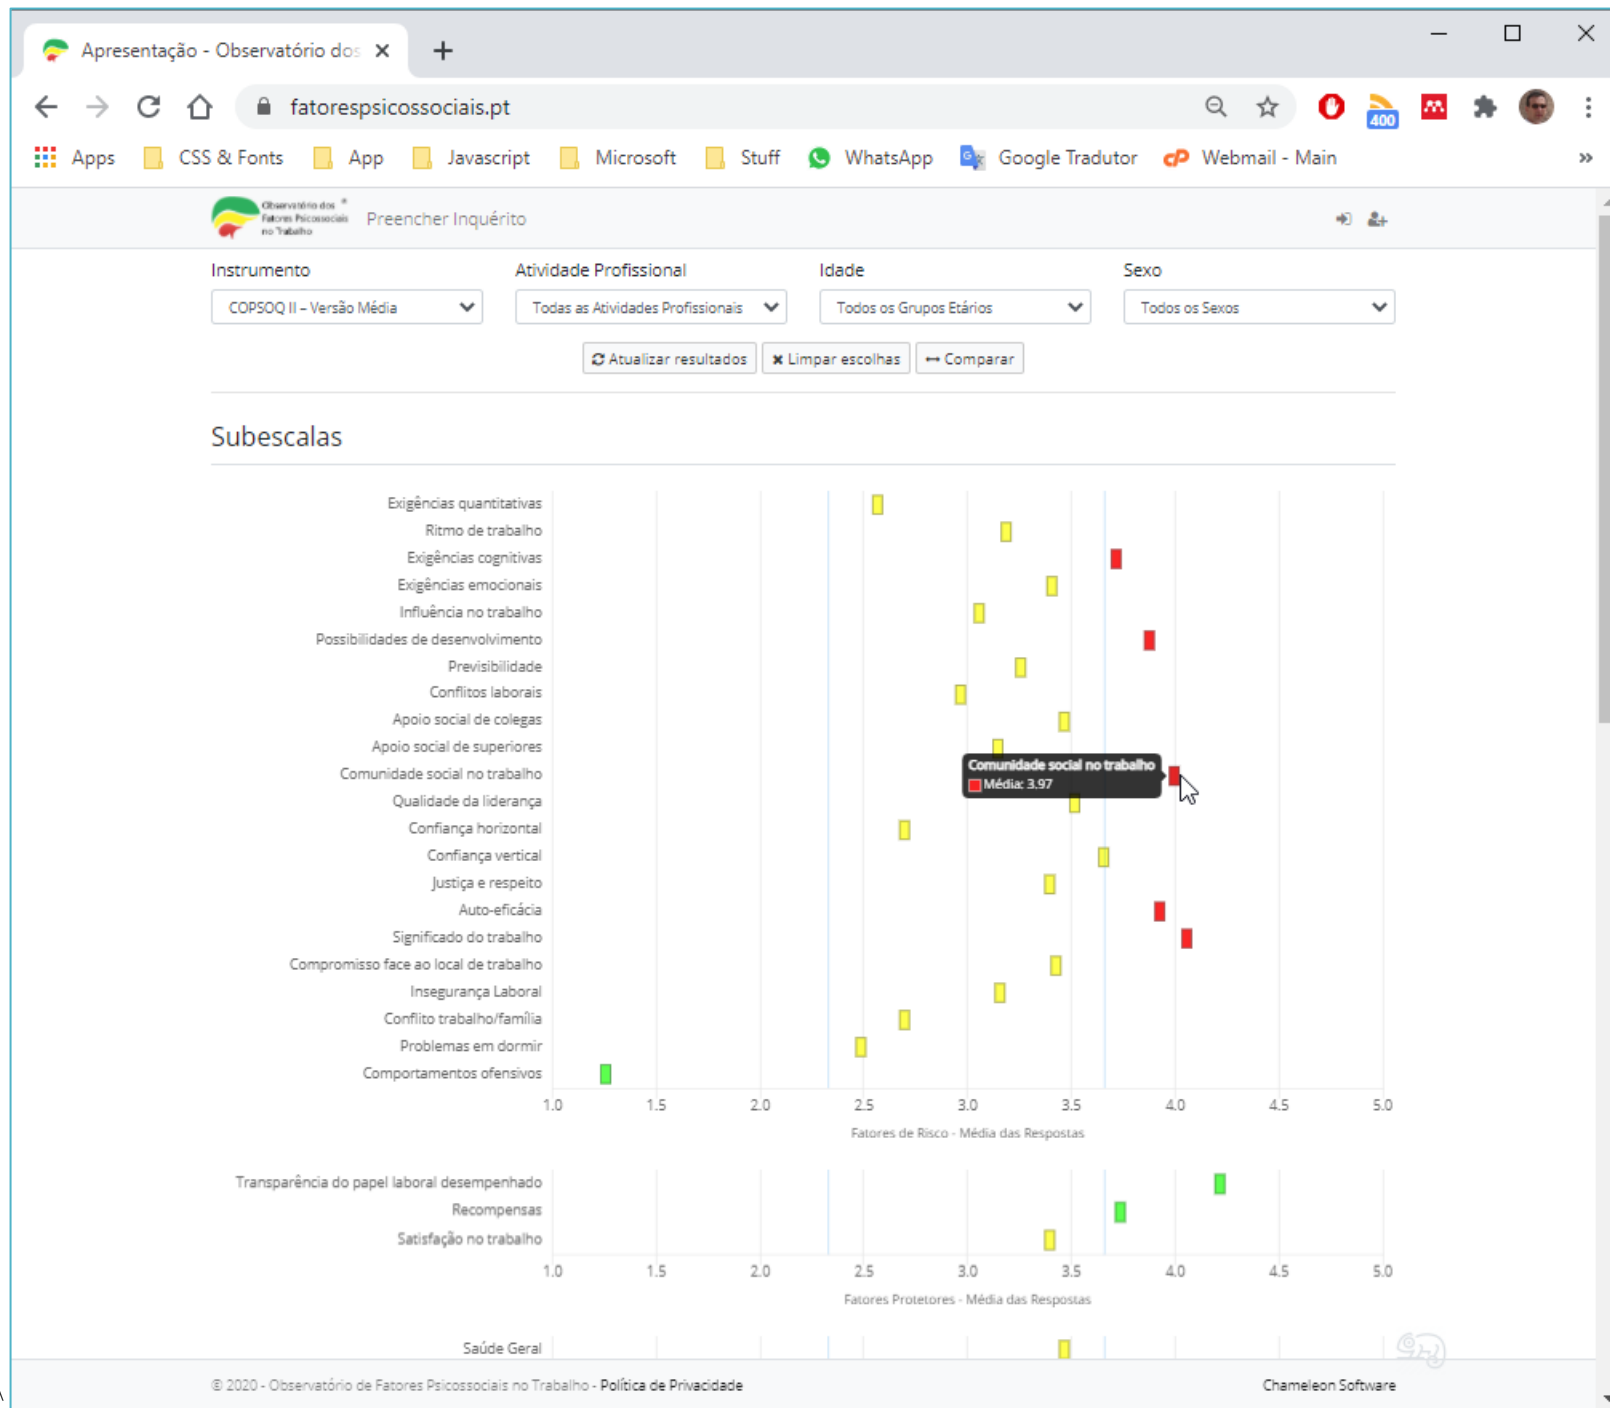 Apresentação - Observatório dos
fatorespsicossociais.pt
400
Apps CSS & Fonts App Javascript Microsoft Stuff WhatsApp Google Tradutor Webmail - Main »
Observatório dos ®
Fatores Psicossociais
no Trabalho
Preencher Inquérito
Instrumento Atividade Profissional Idade Sexo
COPSOQ II – Versão Média Todas as Atividades Profissionais Todos os Grupos Etários Todos os Sexos
Atualizar resultados Limpar escolhas Comparar
Subescalas
Exigências quantitativas
Ritmo de trabalho
Exigências cognitivas
Exigências emocionais
Influência no trabalho
Possibilidades de desenvolvimento
Previsibilidade
Conflitos laborais
Apoio social de colegas
Apoio social de superiores
Comunidade social no trabalho
Comunidade social no trabalho
Média: 3.97
Qualidade da liderança
Confiança horizontal
Confiança vertical
Justiça e respeito
Auto-eficácia
Significado do trabalho
Compromisso face ao local de trabalho
Insegurança Laboral
Conflito trabalho/família
Problemas em dormir
Comportamentos ofensivos
1.0 1.5 2.0 2.5 3.0 3.5 4.0 4.5 5.0
Fatores de Risco - Média das Respostas
Transparência do papel laboral desempenhado
Recompensas
Satisfação no trabalho
1.0 1.5 2.0 2.5 3.0 3.5 4.0 4.5 5.0
Fatores Protetores - Média das Respostas
Saúde Geral
© 2020 - Observatório de Fatores Psicossociais no Trabalho - Política de Privacidade Chameleon Software
\